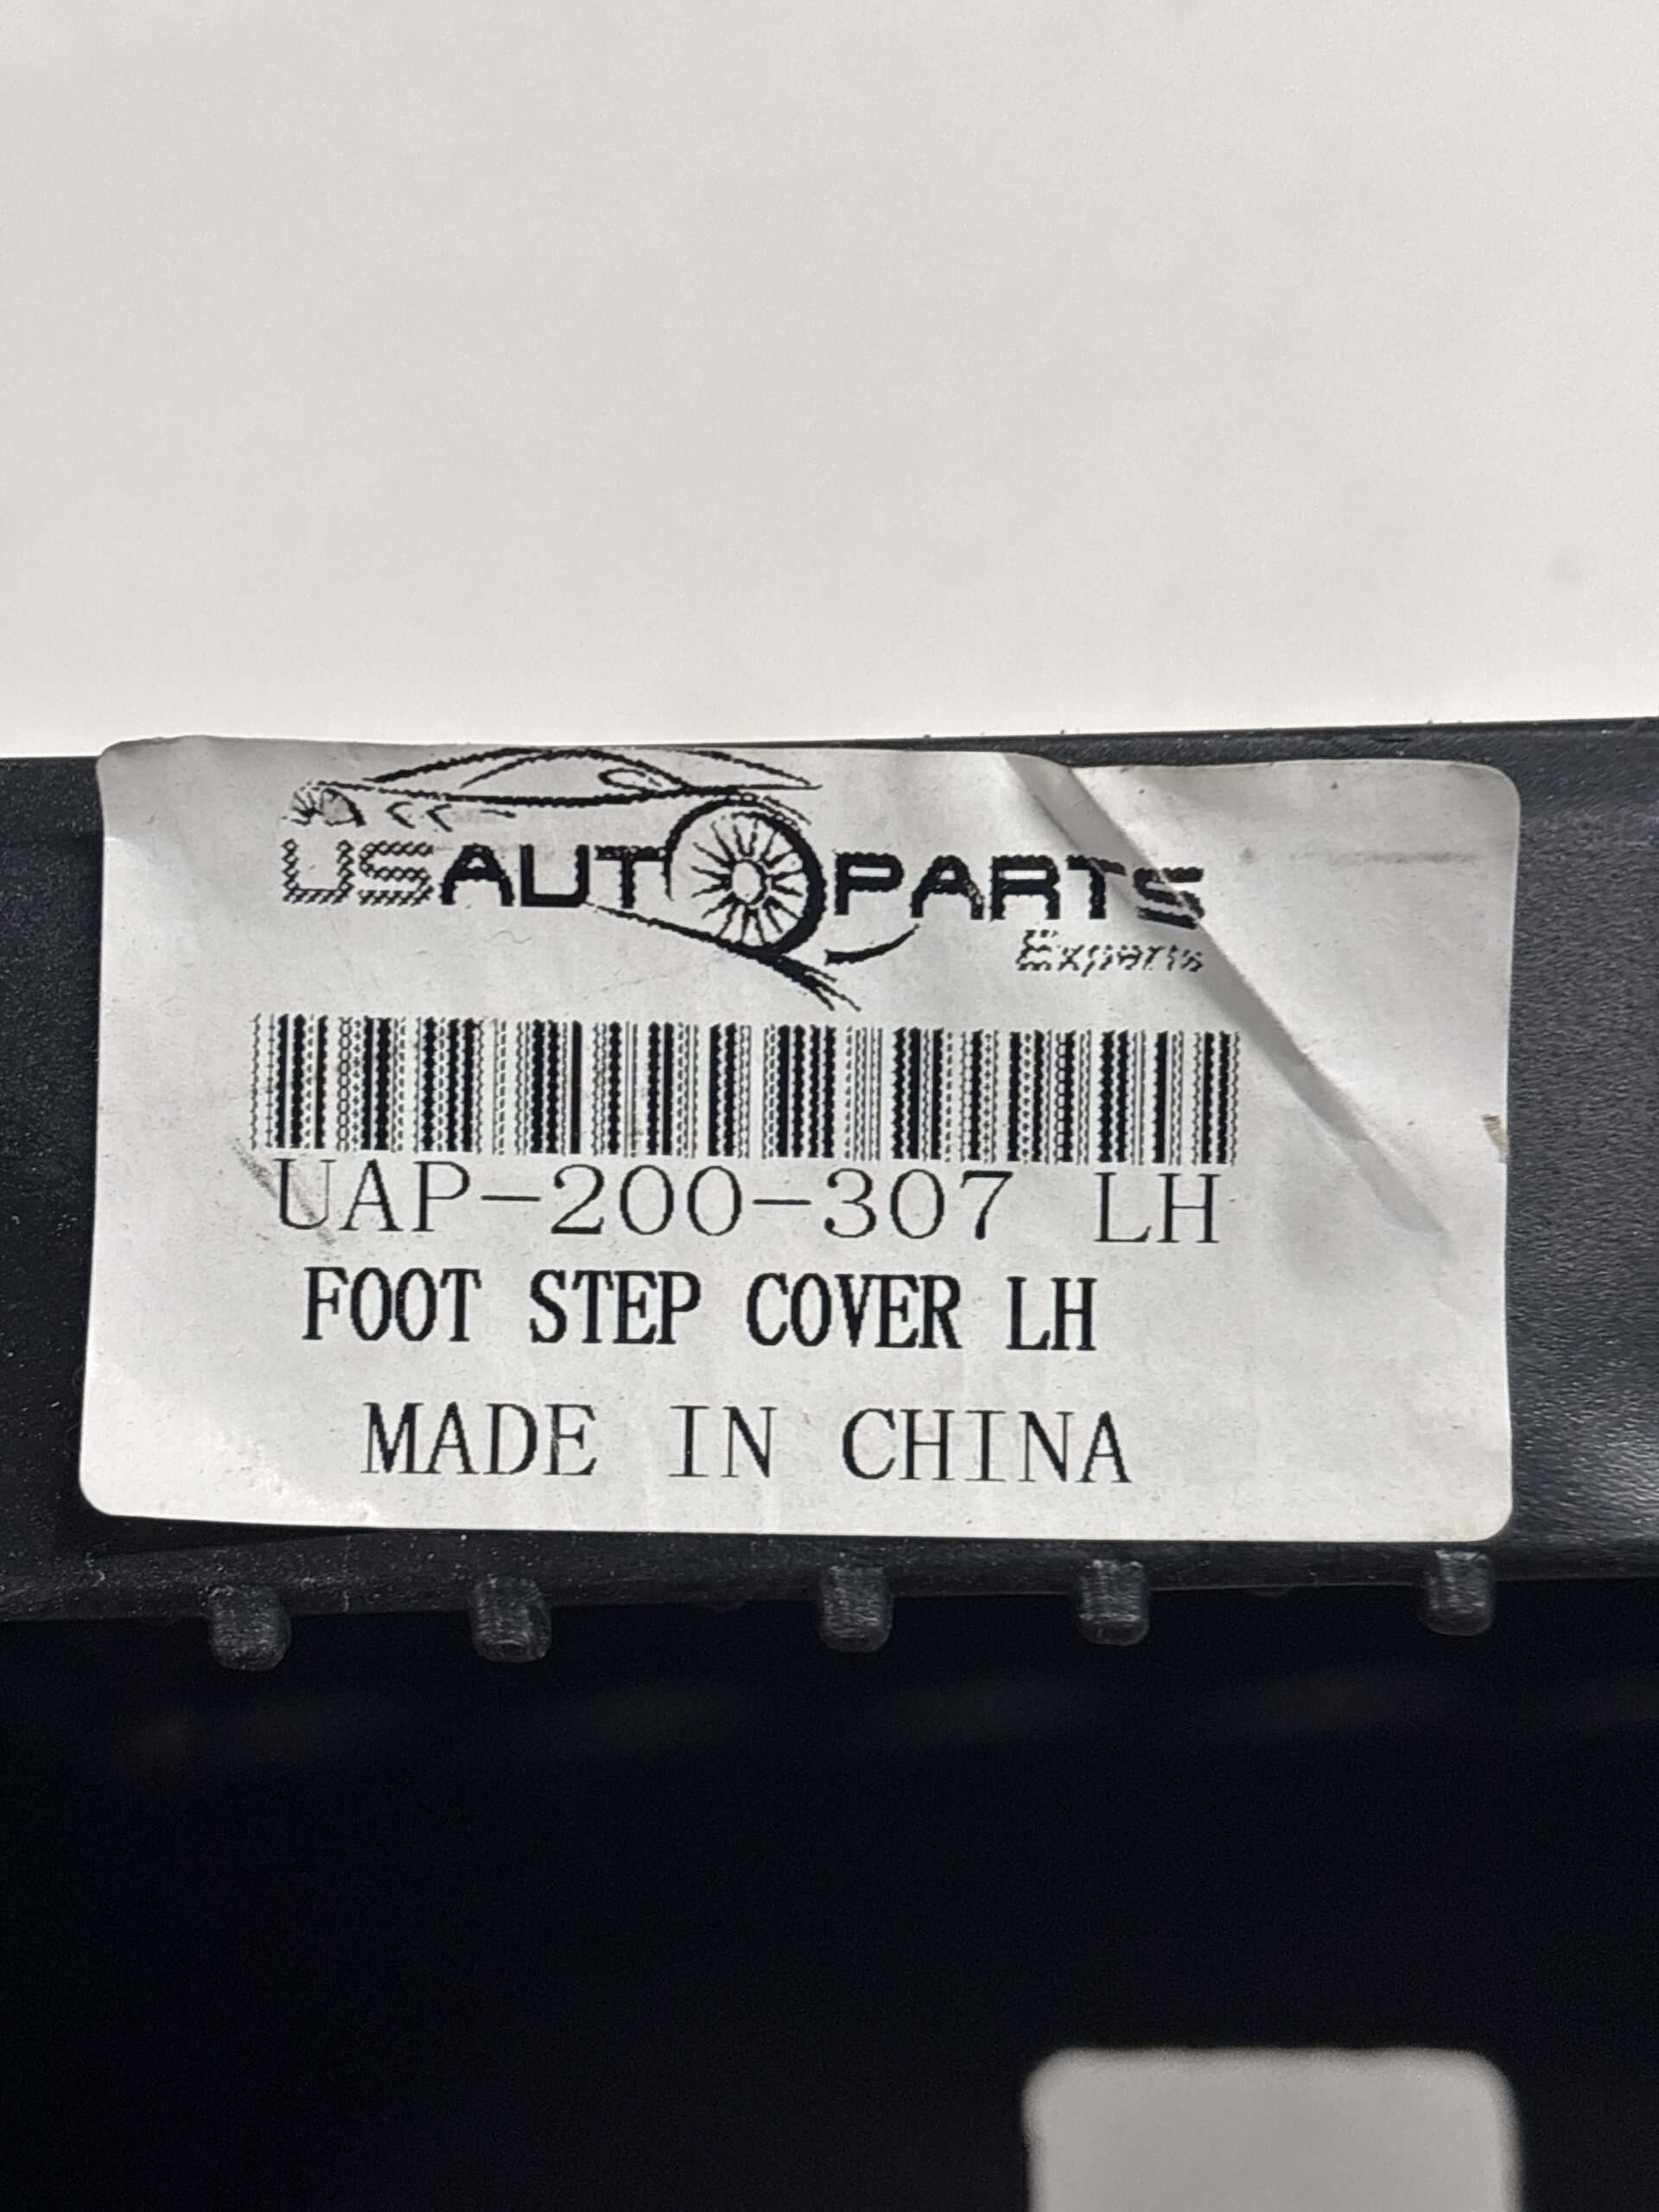 USAUTOPARTS
Experts
UAP-200-307 LH
FOOT STEP COVER LH
MADE IN CHINA